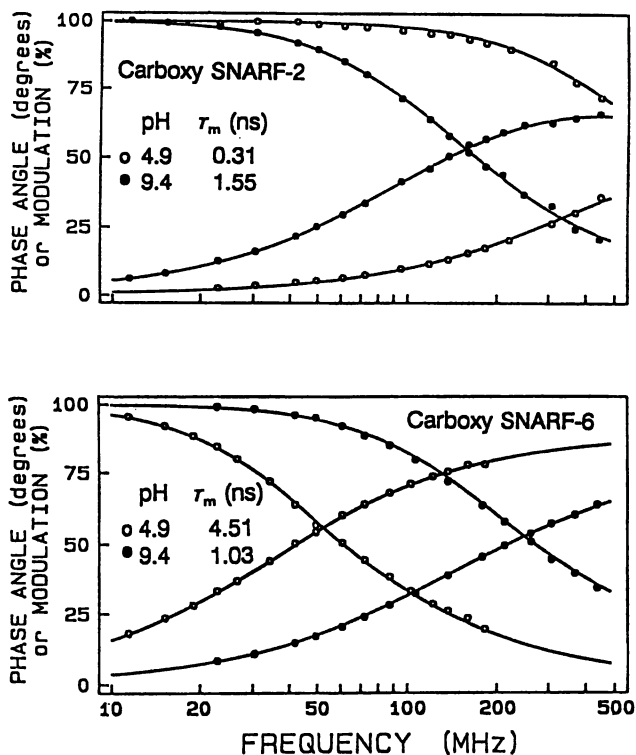 PHASE ANGLE (degrees)
or MODULATION (%)
100
75
50
25
0
Carboxy SNARF-2
pH τm (ns)
○ 4.9 0.31
● 9.4 1.55
PHASE ANGLE (degrees)
or MODULATION (%)
100
75
50
25
0
Carboxy SNARF-6
pH τm (ns)
○ 4.9 4.51
● 9.4 1.03
10 20 50 100 200 500
FREQUENCY (MHz)